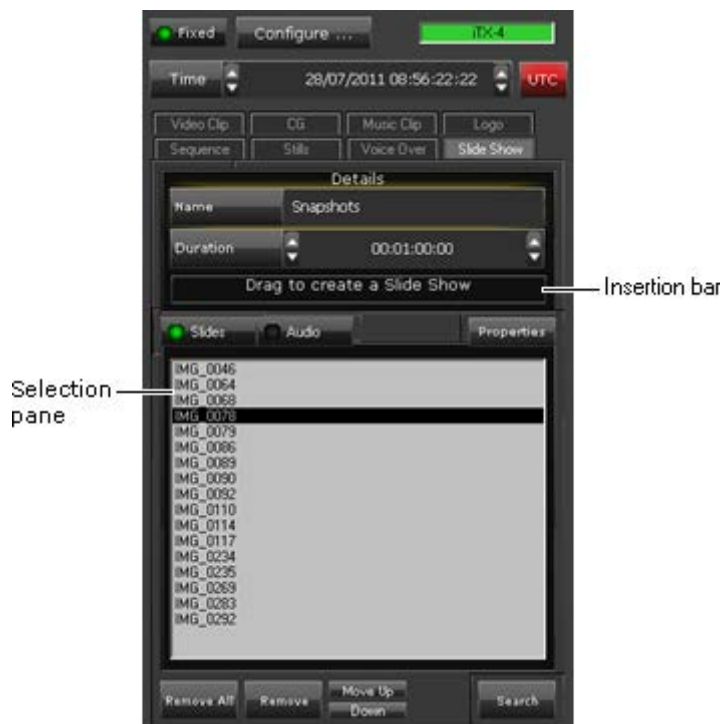 Fixed Configure ... iTX-4
Time 28/07/2011 08:56:22:22 UTC
Video Clip CG Music Clip Logo
Sequence Stills Voice Over Slide Show
Details
Name Snapshots
Duration 00:01:00:00
Drag to create a Slide Show
Insertion bar
Slides Audio Properties
Selection pane
IMG_0046
IMG_0064
IMG_0068
IMG_0078
IMG_0079
IMG_0086
IMG_0089
IMG_0090
IMG_0092
IMG_0110
IMG_0114
IMG_0117
IMG_0234
IMG_0235
IMG_0269
IMG_0283
IMG_0292
Remove All Remove Move Up Search
Down